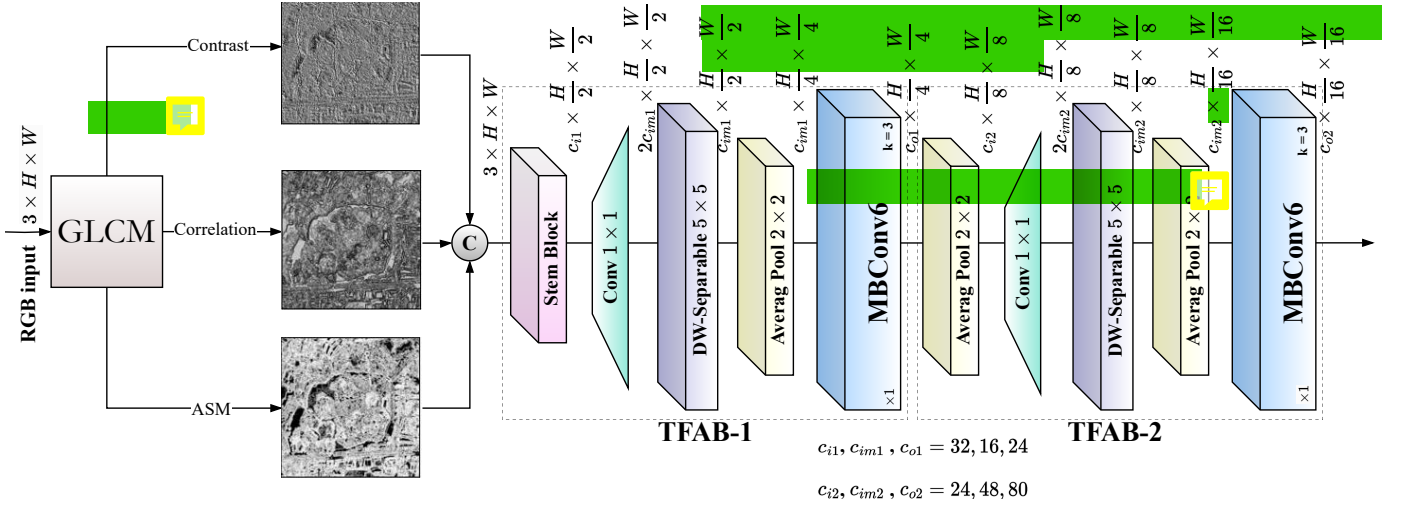 RGB input 3 × H × W
GLCM
Contrast
Correlation
ASM
C
3 × H × W
Stem Block
c_{i1} × H/2 × W/2
Conv 1 × 1
2c_{im1} × H/2 × W/2
DW-Separable 5 × 5
c_{im1} × H/2 × W/2
Averag Pool 2 × 2
c_{im1} × H/4 × W/4
MBConv6
k = 3
×1
c_{o1} × H/4 × W/4
TFAB-1
Averag Pool 2 × 2
c_{i2} × H/8 × W/8
Conv 1 × 1
2c_{im2} × H/8 × W/8
DW-Separable 5 × 5
c_{im2} × H/8 × W/8
Averag Pool 2 × 2
c_{im2} × H/16 × W/16
MBConv6
k = 3
×1
c_{o2} × H/16 × W/16
TFAB-2
c_{i1}, c_{im1}, c_{o1} = 32, 16, 24
c_{i2}, c_{im2}, c_{o2} = 24, 48, 80